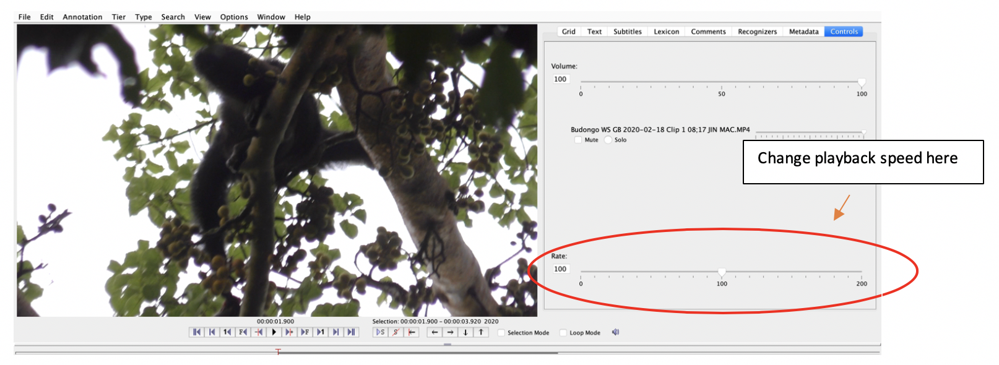 File Edit Annotation Tier Type Search View Options Window Help
Grid Text Subtitles Lexicon Comments Recognizers Metadata Controls
Volume:
100
0 50 100
Budongo WS GB 2020-02-18 Clip 1 08;17 JIN MAC.MP4
Mute Solo
Change playback speed here
Rate:
100
0 100 200
00:00:01.900
Selection: 00:00:01.900 - 00:00:03.920 2020
1 F F 1 S S Selection Mode Loop Mode